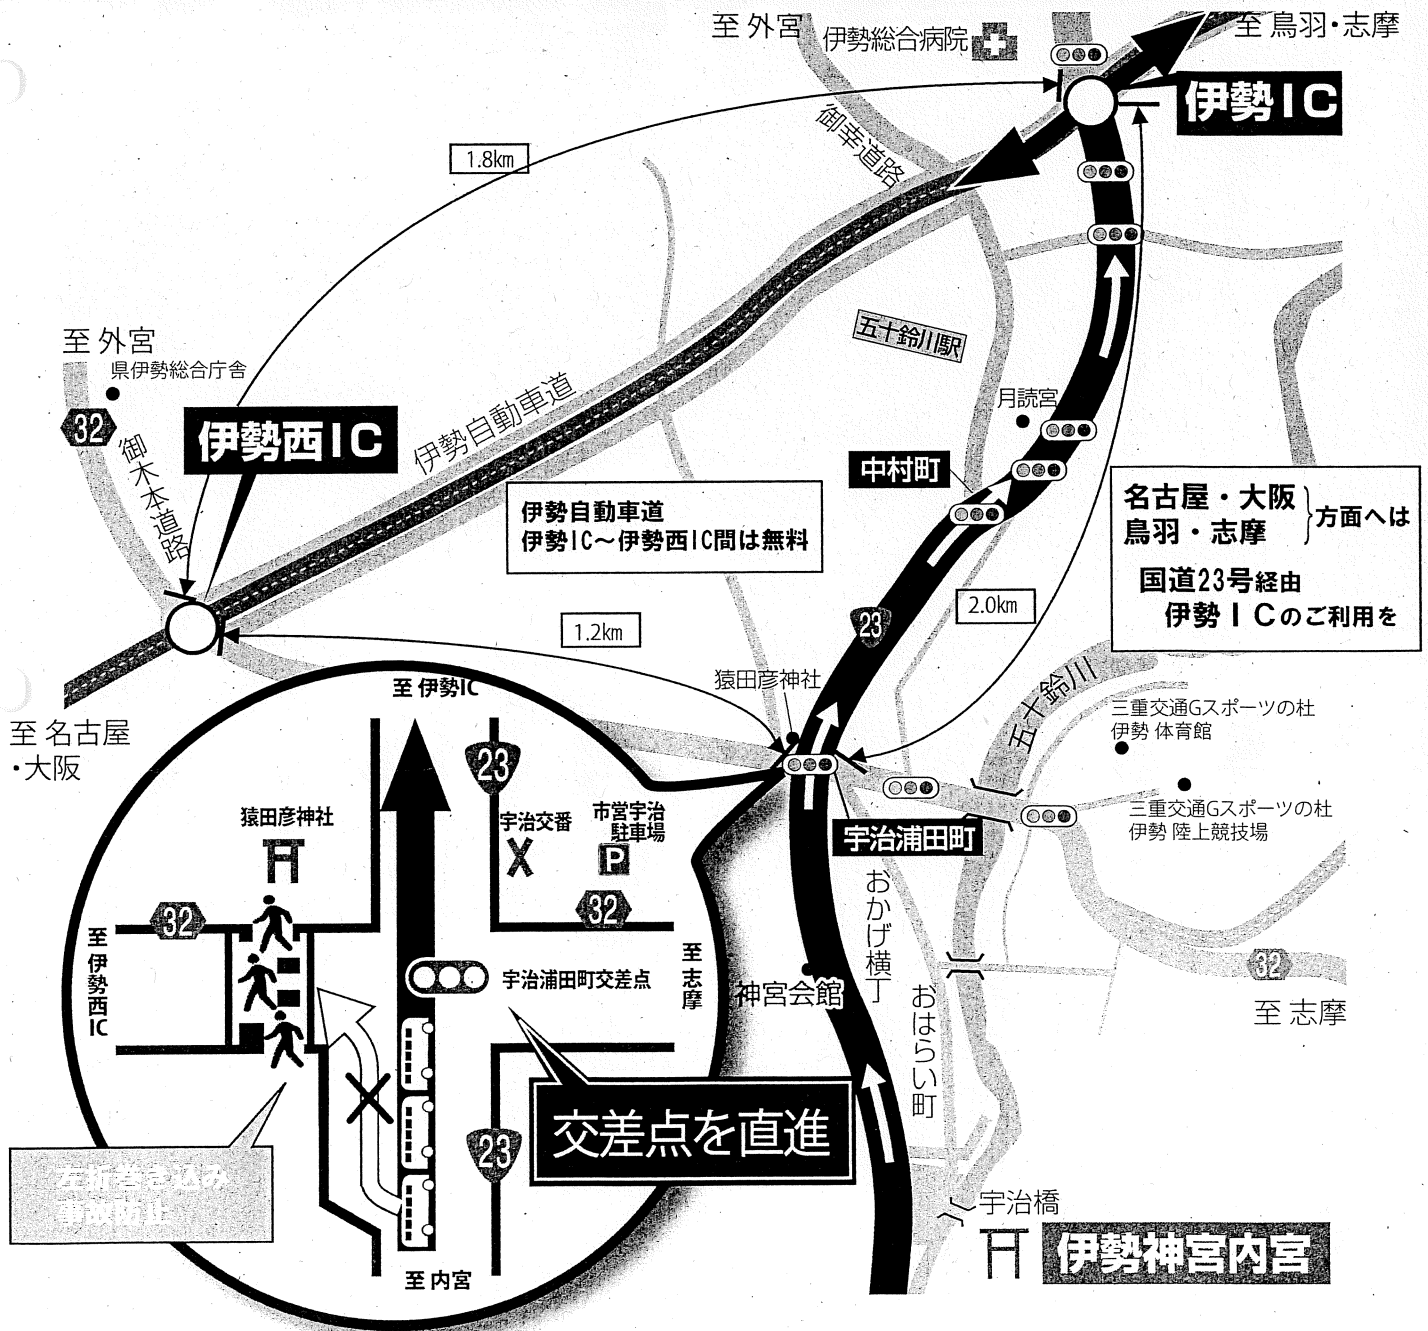 至 外宮
伊勢総合病院
至 鳥羽・志摩
伊勢IC
御幸道路
1.8km
至 外宮
県伊勢総合庁舎
32
御木本道路
伊勢西IC
伊勢自動車道
五十鈴川駅
月読宮
中村町
伊勢自動車道
伊勢IC～伊勢西IC間は無料
名古屋・大阪
鳥羽・志摩
方面へは
国道23号経由
伊勢ICのご利用を
2.0km
1.2km
23
猿田彦神社
五十鈴川
三重交通Gスポーツの杜
伊勢 体育館
三重交通Gスポーツの杜
伊勢 陸上競技場
至 名古屋
・大阪
宇治浦田町
おかげ横丁
神宮会館
おはらい町
32
至 志摩
宇治橋
伊勢神宮内宮
至 伊勢IC
23
猿田彦神社
宇治交番
市営宇治
駐車場
P
32
32
至 伊勢西IC
至 志摩
宇治浦田町交差点
交差点を直進
23
左折巻き込み
事故防止
至 内宮